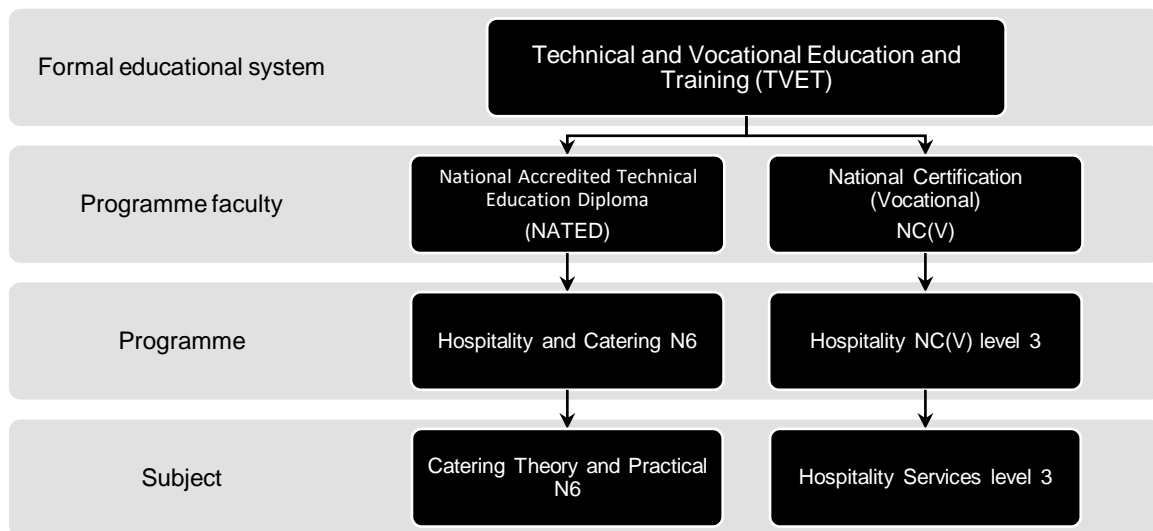 Formal educational system
Technical and Vocational Education and
Training (TVET)
Programme faculty
National Accredited Technical
Education Diploma
(NATED)
National Certification
(Vocational)
NC(V)
Programme
Hospitality and Catering N6
Hospitality NC(V) level 3
Subject
Catering Theory and Practical
N6
Hospitality Services level 3